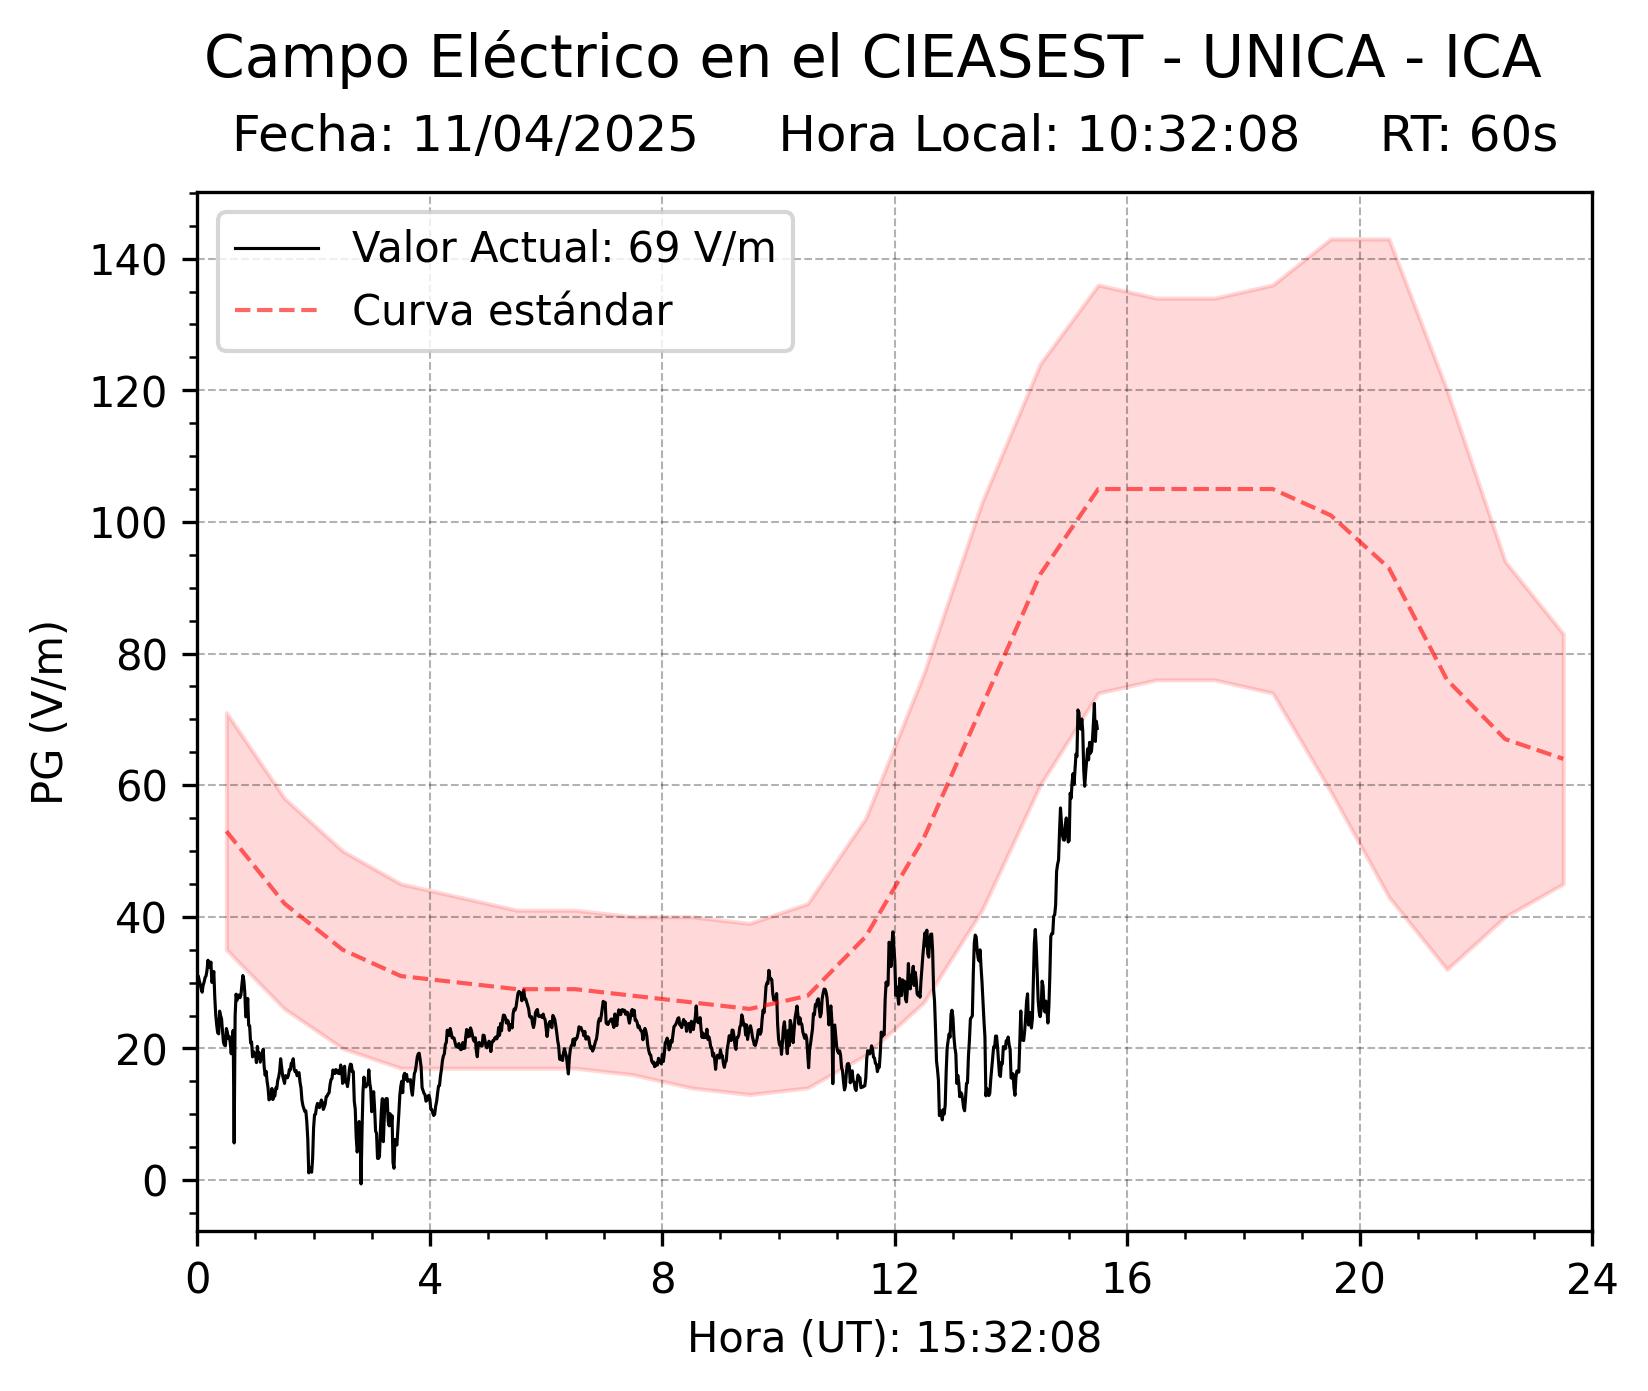 Campo Eléctrico en el CIEASEST - UNICA - ICA
Fecha: 11/04/2025 Hora Local: 10:32:08 RT: 60s
Valor Actual: 69 V/m
Curva estándar
140
120
100
80
60
40
20
0
PG (V/m)
0 4 8 12 16 20 24
Hora (UT): 15:32:08